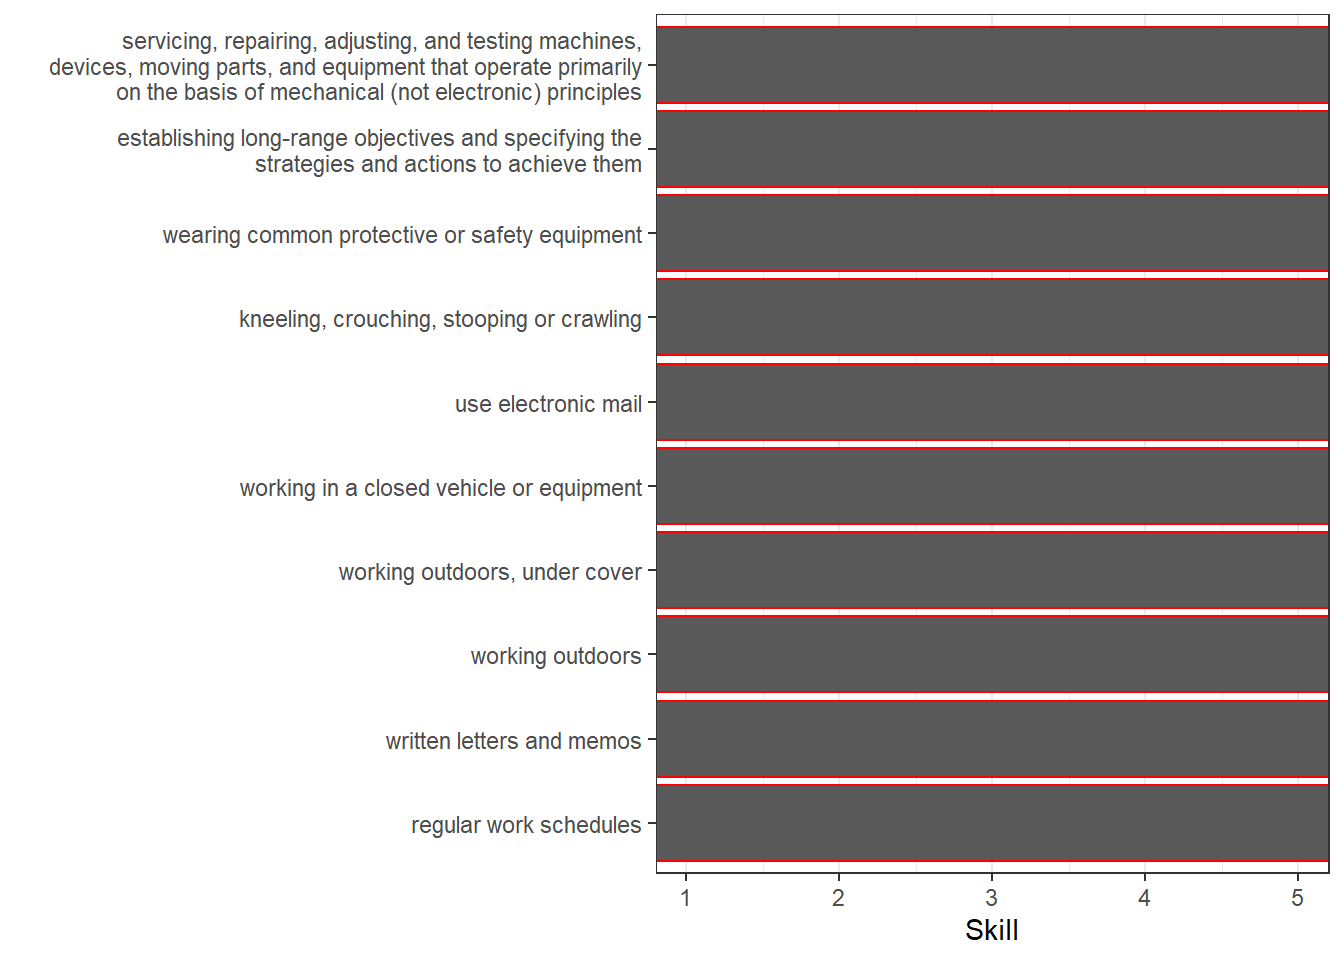 servicing, repairing, adjusting, and testing machines,
devices, moving parts, and equipment that operate primarily
on the basis of mechanical (not electronic) principles
establishing long-range objectives and specifying the
strategies and actions to achieve them
wearing common protective or safety equipment
kneeling, crouching, stooping or crawling
use electronic mail
working in a closed vehicle or equipment
working outdoors, under cover
working outdoors
written letters and memos
regular work schedules
1 2 3 4 5
Skill